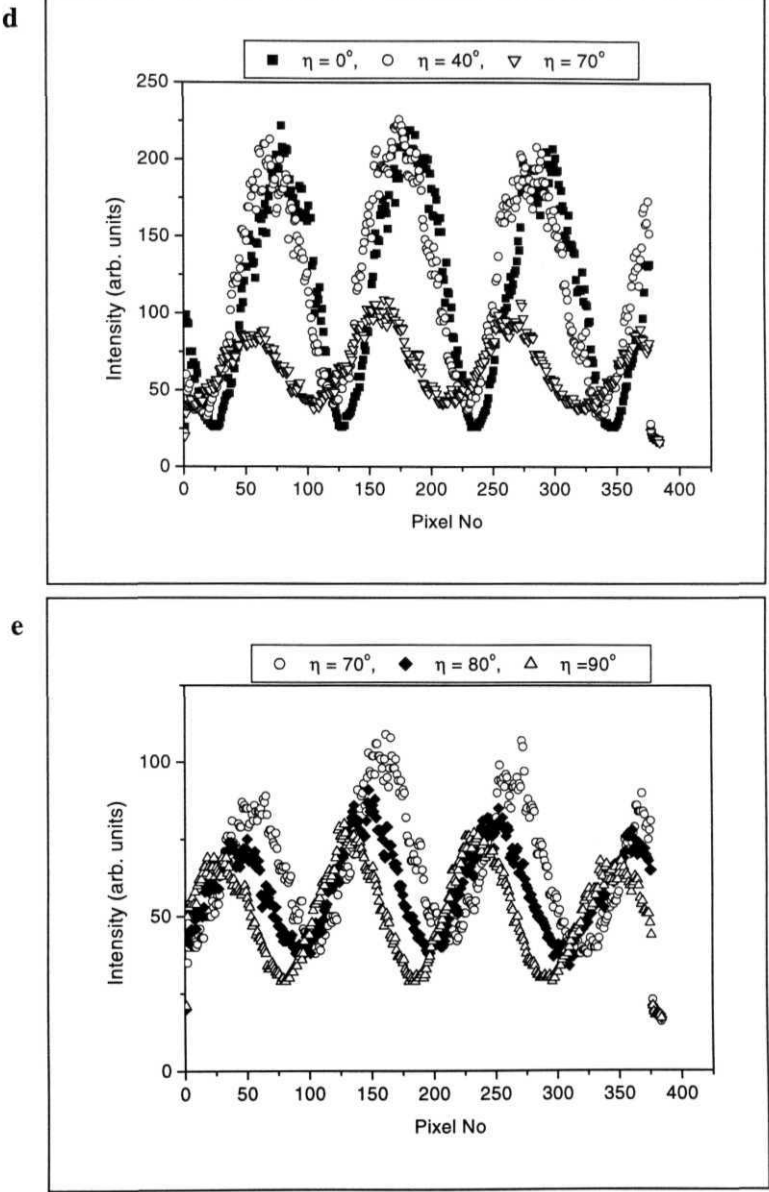 d
η = 0°, η = 40°, η = 70°
250
200
150
100
50
0
Intensity (arb. units)
0 50 100 150 200 250 300 350 400
Pixel No
e
η = 70°, η = 80°, η =90°
100
50
0
Intensity (arb. units)
0 50 100 150 200 250 300 350 400
Pixel No